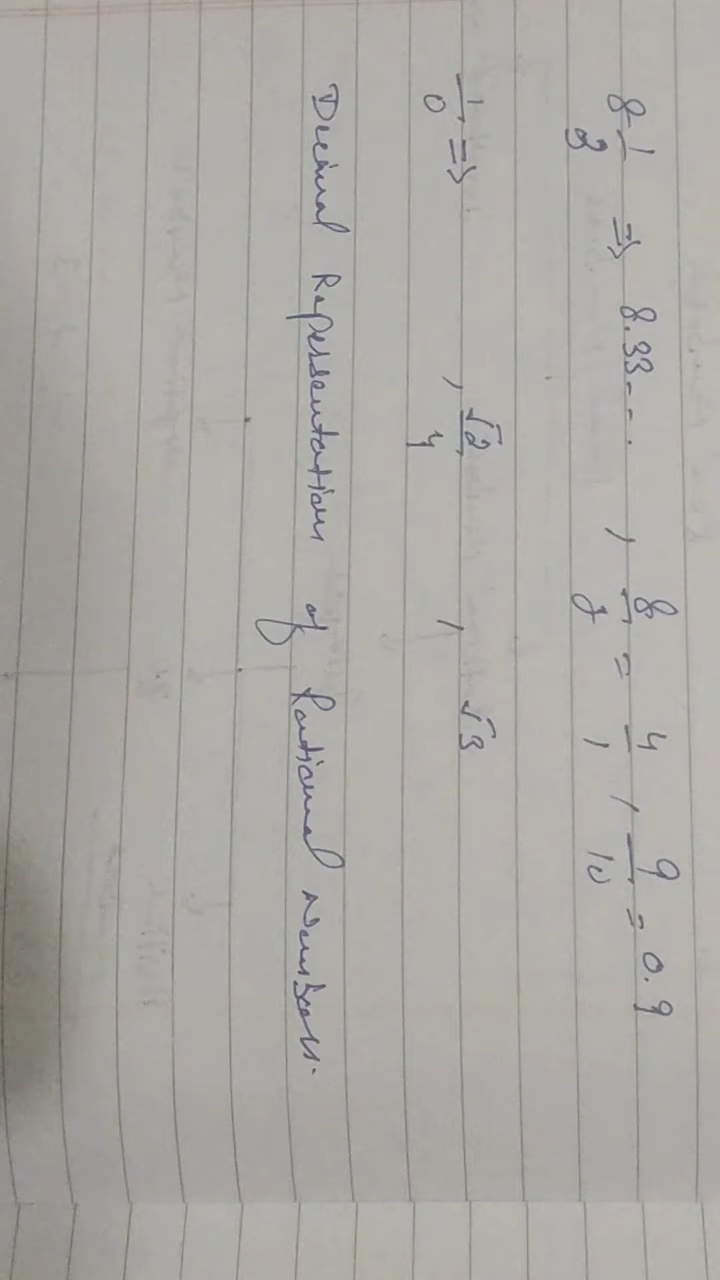 8 1/3 => 8.33--. , 8/2 = 4/1 , 9/10 = 0.9
1/0 => , √2/4 , √3
Decimal Repessentation of Rational Numbers.